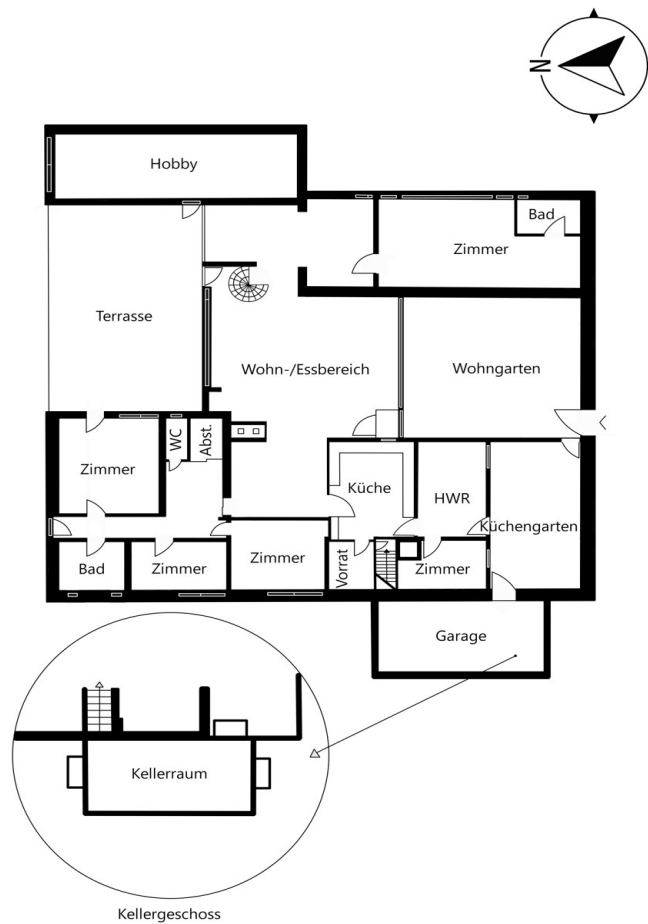 N
Hobby
Bad
Zimmer
Terrasse
Wohn-/Essbereich
Wohngarten
WC
Abst.
Zimmer
Küche
HWR
Küchengarten
Bad
Zimmer
Zimmer
Vorrat
Zimmer
Garage
Kellerraum
Kellergeschoss